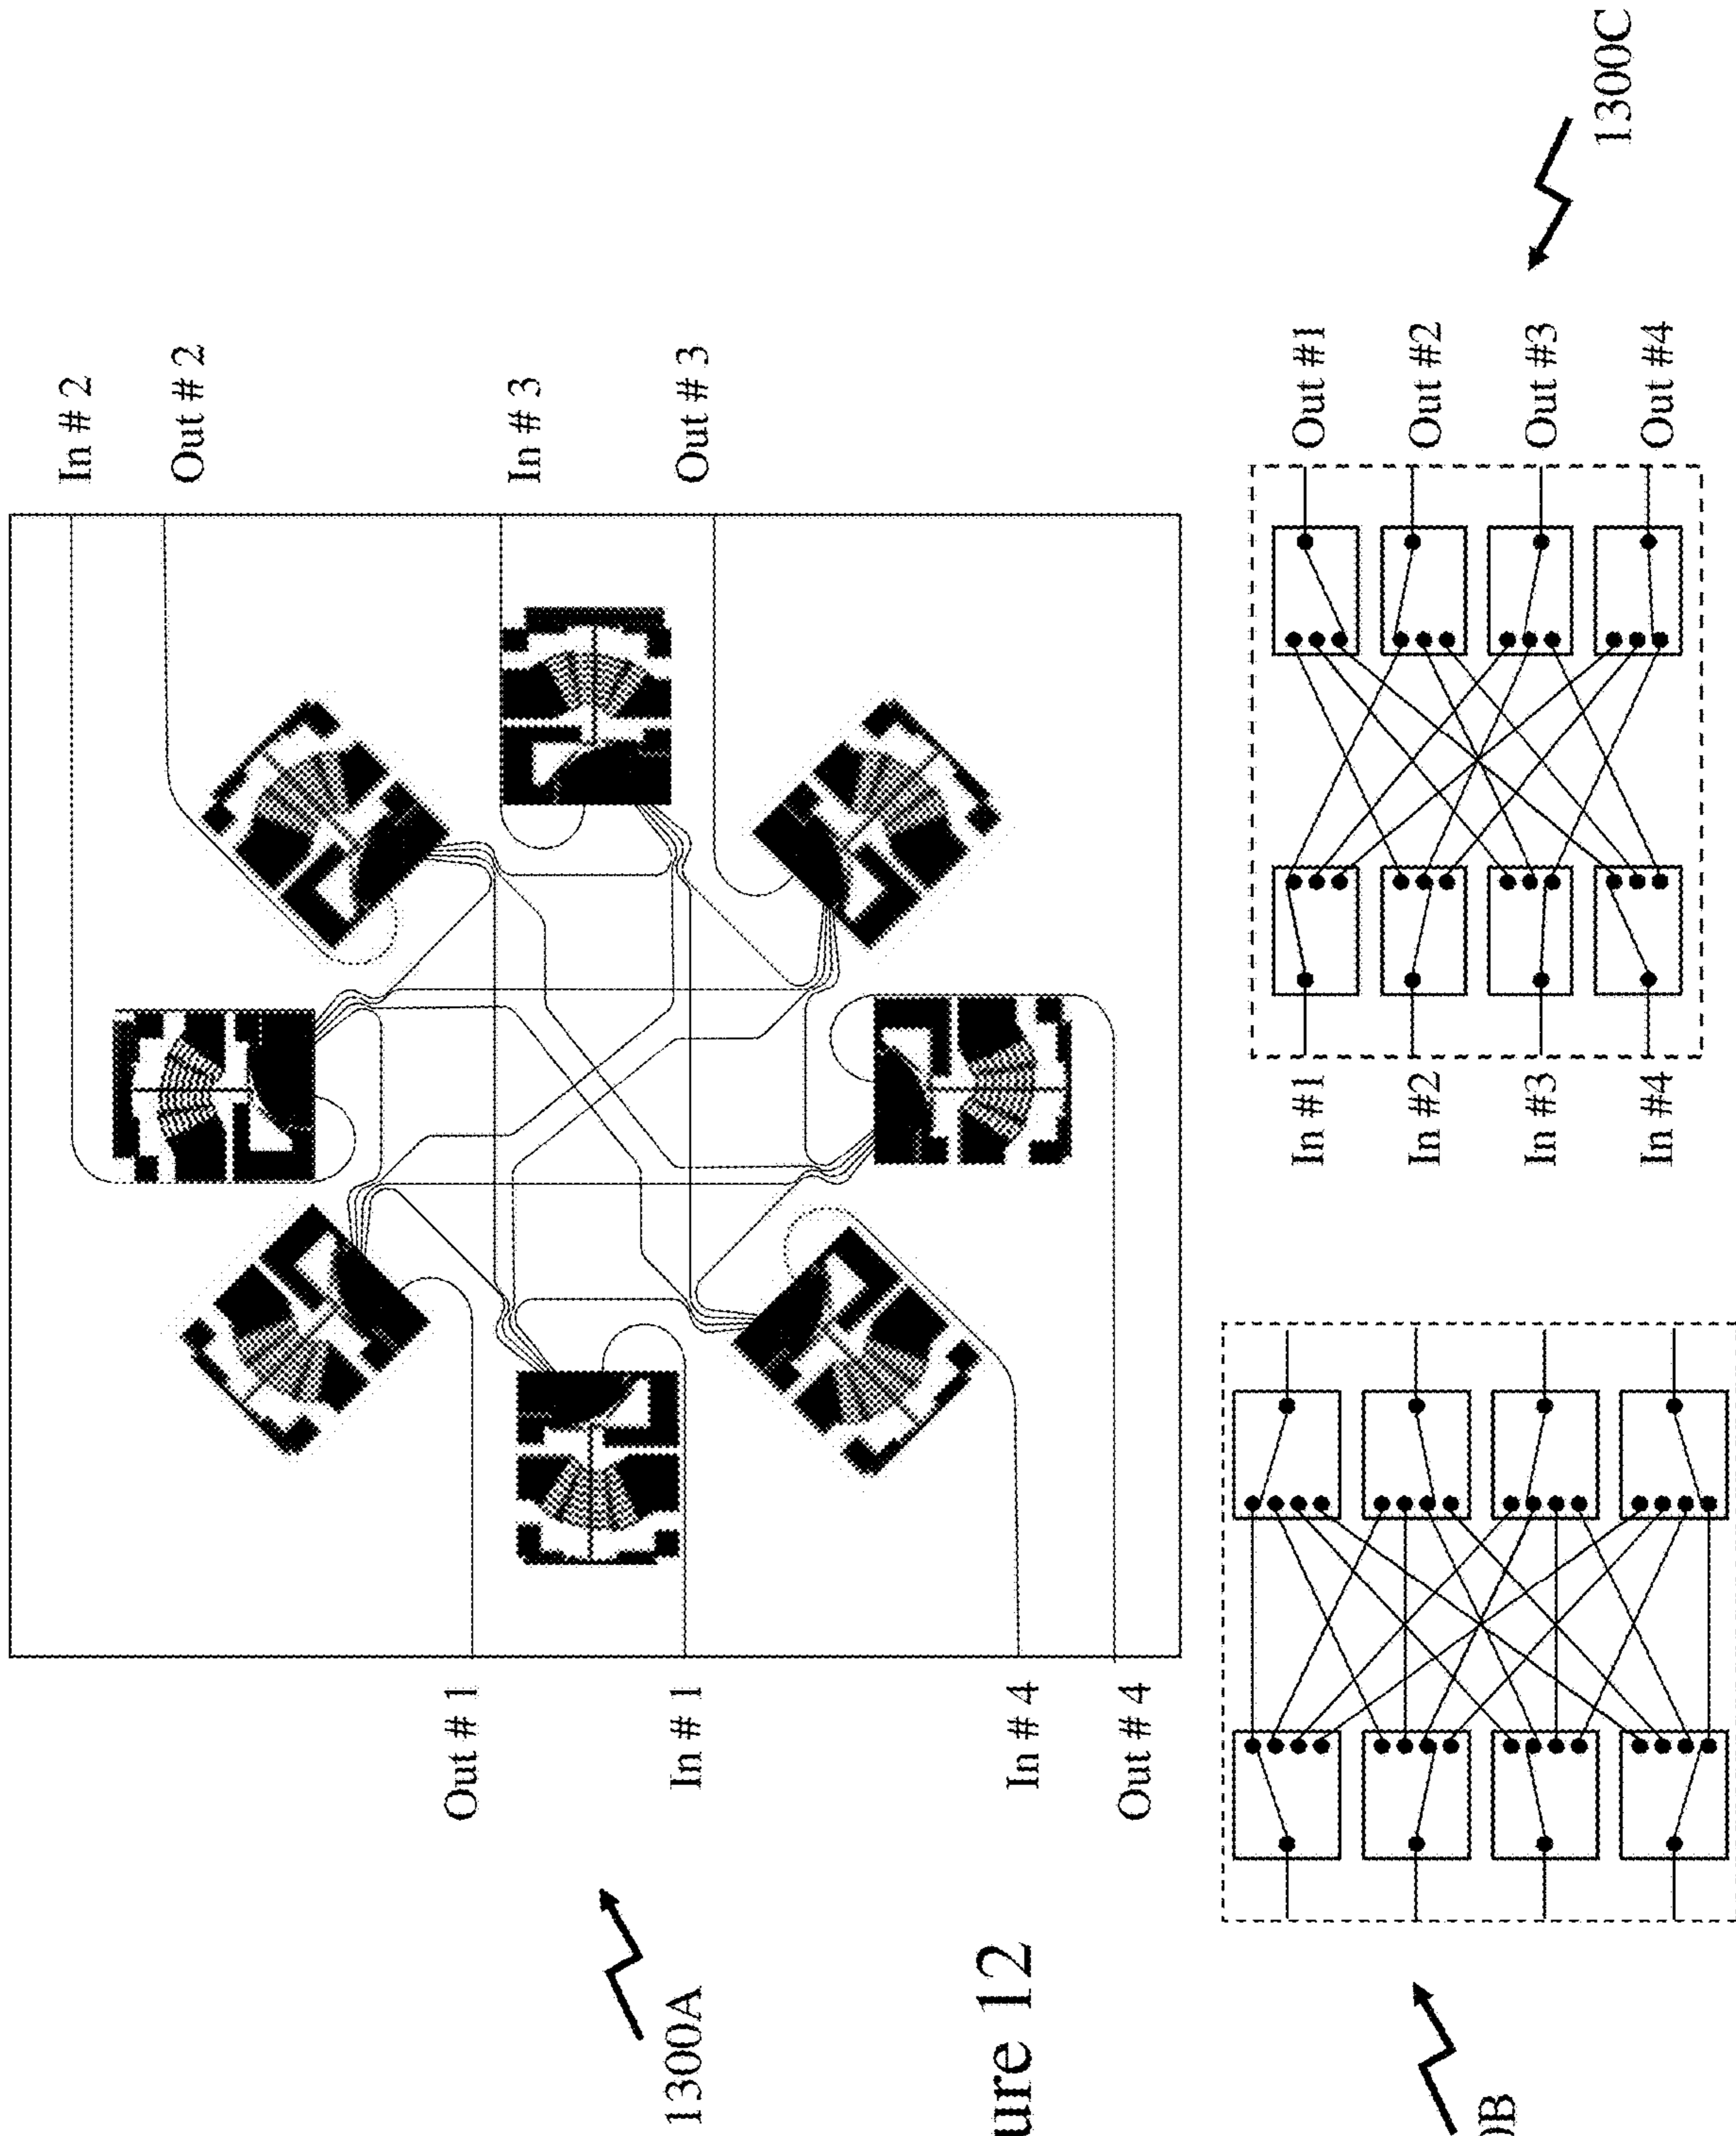 In # 2
Out # 2
In # 3
Out # 3
Out # 1
In # 1
In # 4
Out # 4
1300A
ure 12
0B
In #1
In #2
In #3
In #4
Out #1
Out #2
Out #3
Out #4
1300C